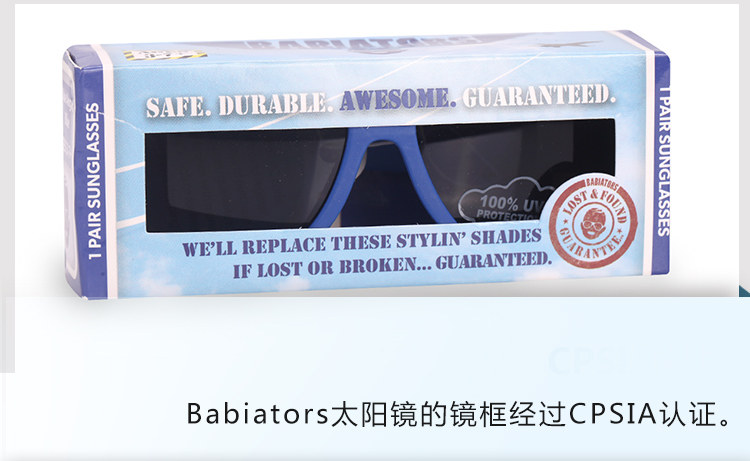 BABIATORS
SAFE. DURABLE. AWESOME. GUARANTEED.
1 PAIR SUNGLASSES
1 PAIR SUNGLASSES
100% UV
PROTECTION
BABIATORS
LOST & FOUND
GUARANTEE
WE'LL REPLACE THESE STYLIN' SHADES
IF LOST OR BROKEN... GUARANTEED.
CPS
Babiators太阳镜的镜框经过CPSIA认证。